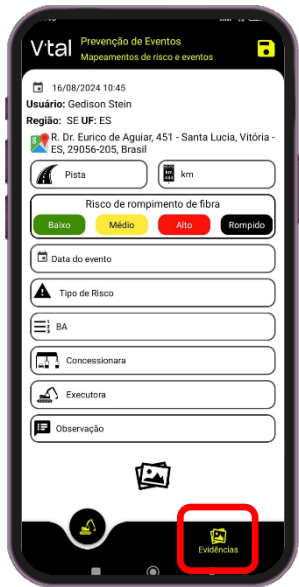 V.tal
Prevenção de Eventos
Mapeamentos de risco e eventos
16/08/2024 10:45
Usuário: Gedison Stein
Região: SE UF: ES
R. Dr. Eurico de Aguiar, 451 - Santa Lucia, Vitória -
ES, 29056-205, Brasil
Pista
km
Risco de rompimento de fibra
Baixo Médio Alto Rompido
Data do evento
Tipo de Risco
BA
Concessionara
Executora
Observação
Evidências